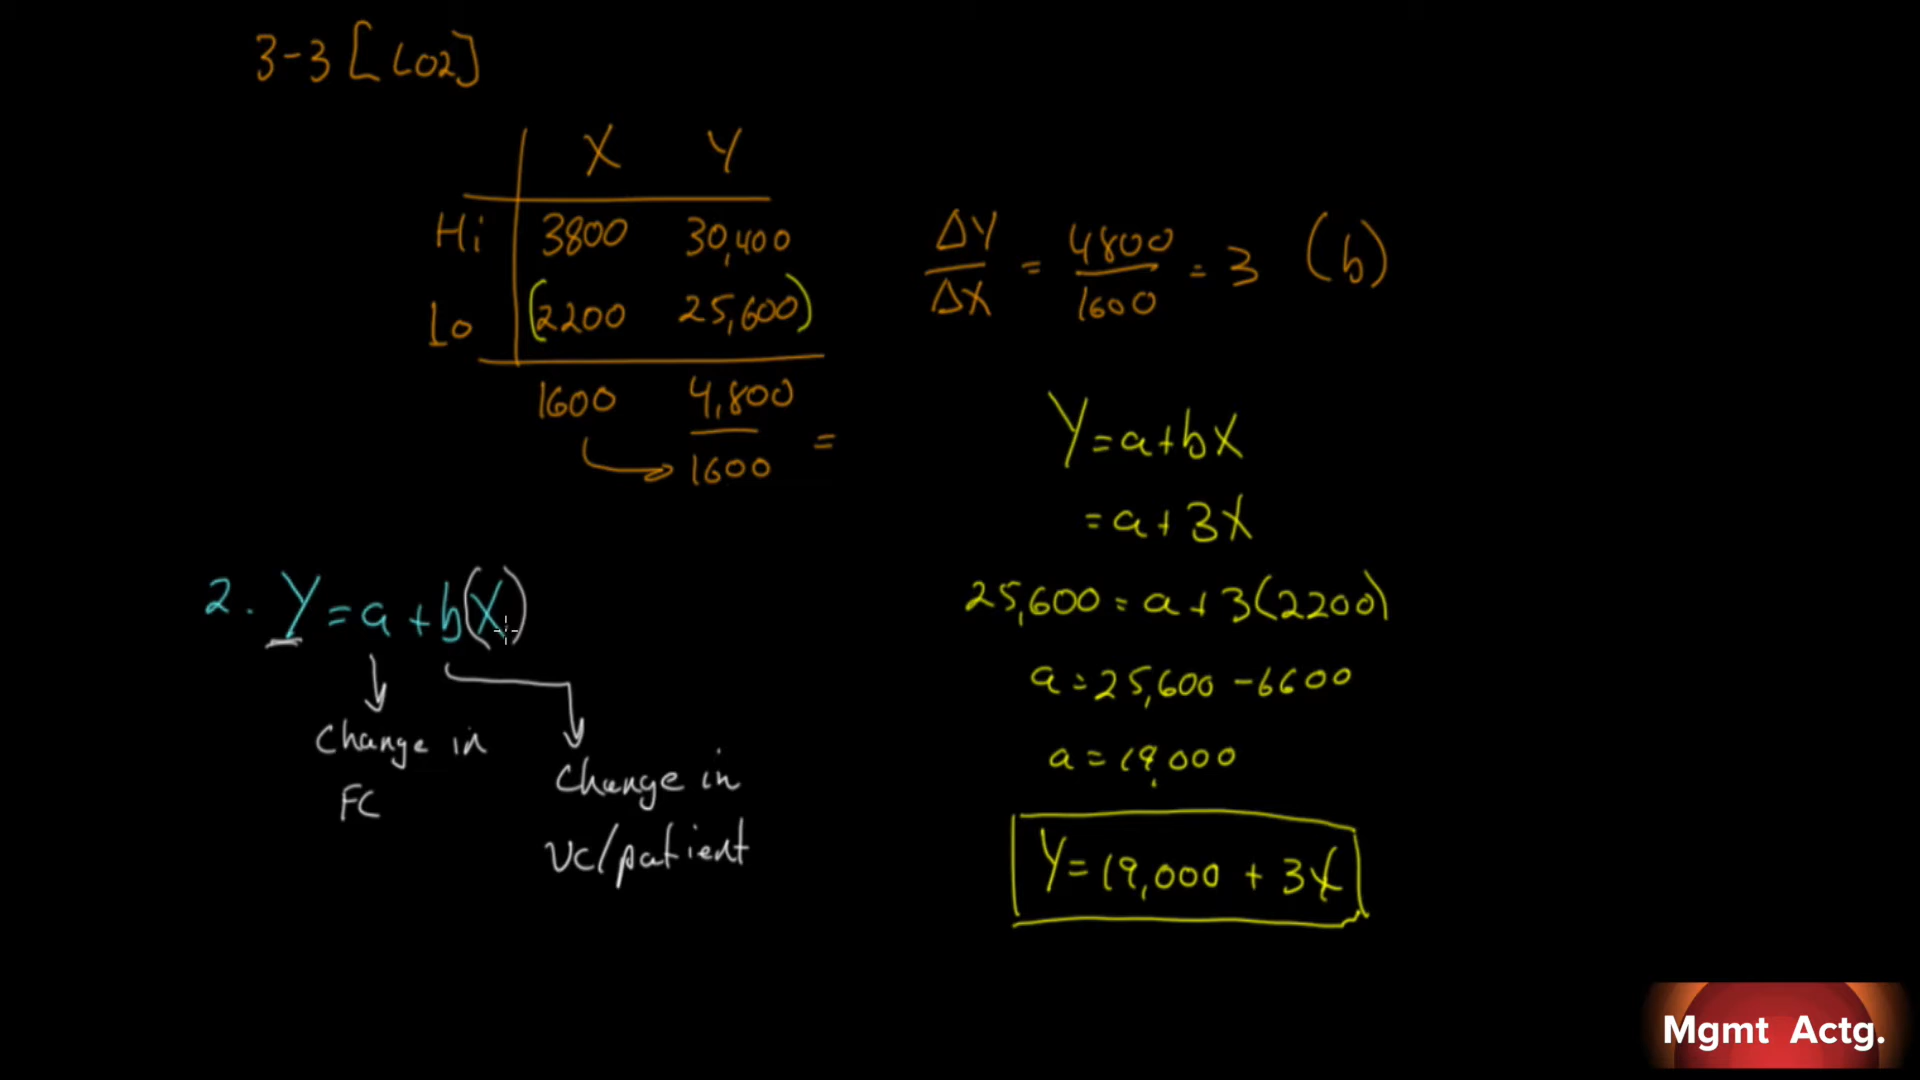 3-3 [LO2]
X Y
Hi 3800 30,400
Lo (2200 25,600)
1600 4,800
1600 =
ΔY/ΔX = 4800/1600 = 3 (b)
Y = a + bX
= a + 3X
25,600 = a + 3(2200)
a = 25,600 - 6600
a = 19,000
Y = 19,000 + 3X
2. Y = a + b(X)
Change in
FC
Change in
VC/patient
Mgmt Actg.